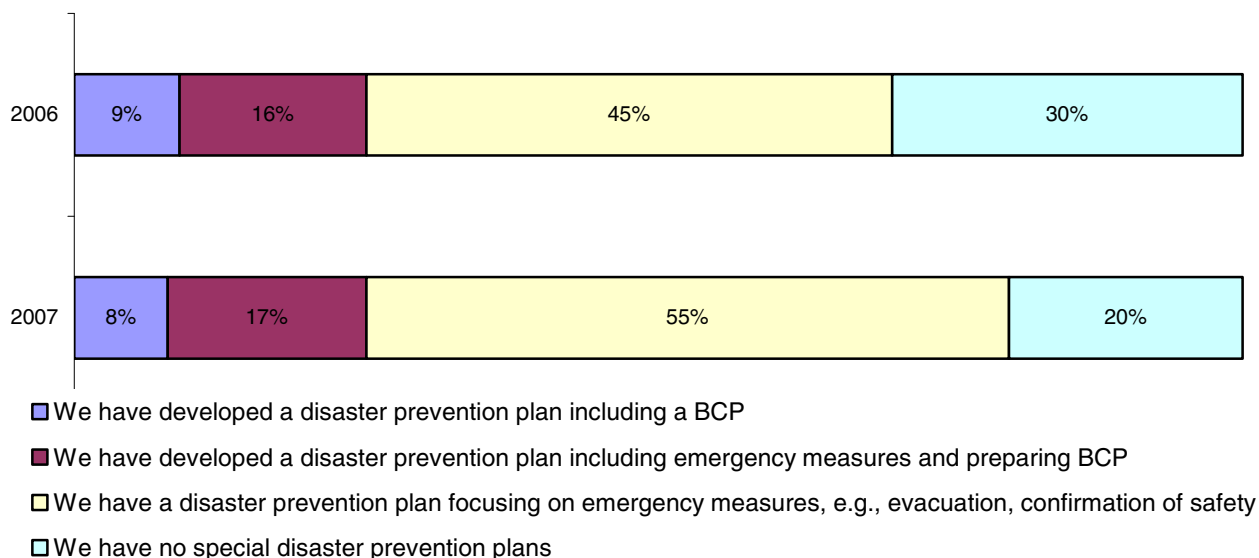 2006 9% 16% 45% 30%
2007 8% 17% 55% 20%
We have developed a disaster prevention plan including a BCP
We have developed a disaster prevention plan including emergency measures and preparing BCP
We have a disaster prevention plan focusing on emergency measures, e.g., evacuation, confirmation of safety
We have no special disaster prevention plans